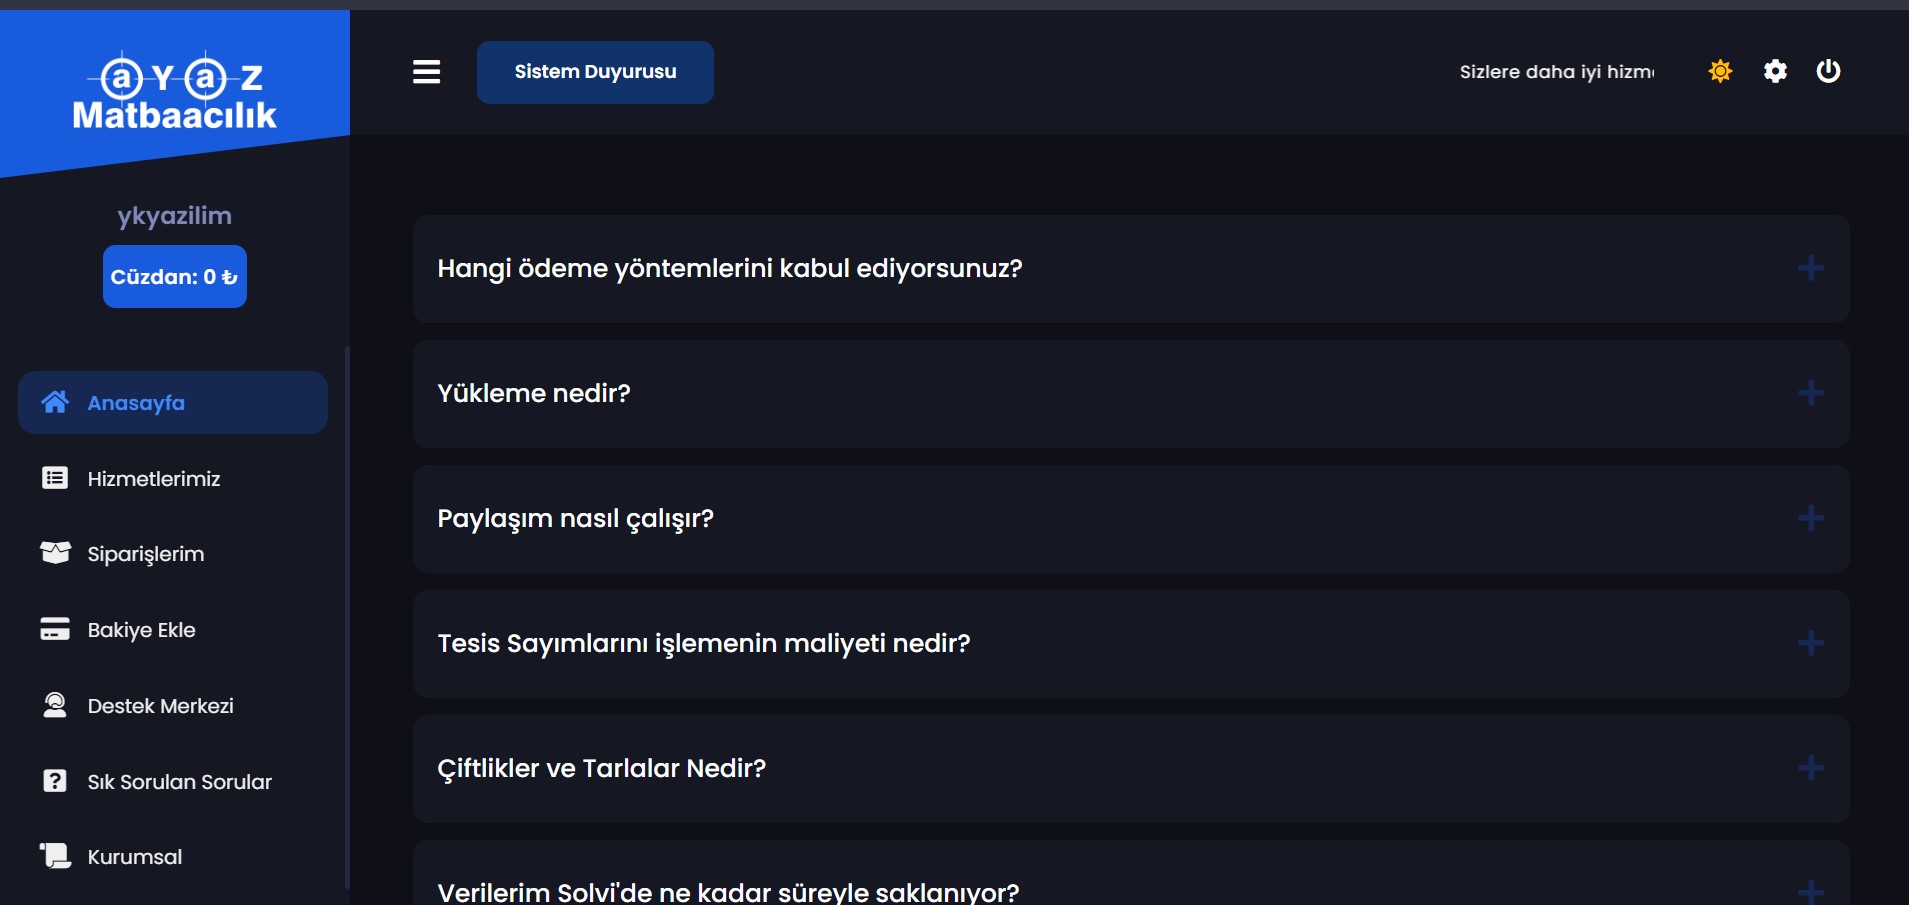 aYaZ
Matbaacılık
ykyazilim
Cüzdan: 0 ₺
Anasayfa
Hizmetlerimiz
Siparişlerim
Bakiye Ekle
Destek Merkezi
Sık Sorulan Sorular
Kurumsal
Sistem Duyurusu
Sizlere daha iyi hizm
Hangi ödeme yöntemlerini kabul ediyorsunuz?
Yükleme nedir?
Paylaşım nasıl çalışır?
Tesis Sayımlarını işlemenin maliyeti nedir?
Çiftlikler ve Tarlalar Nedir?
Verilerim Solvi'de ne kadar süreyle saklanıyor?